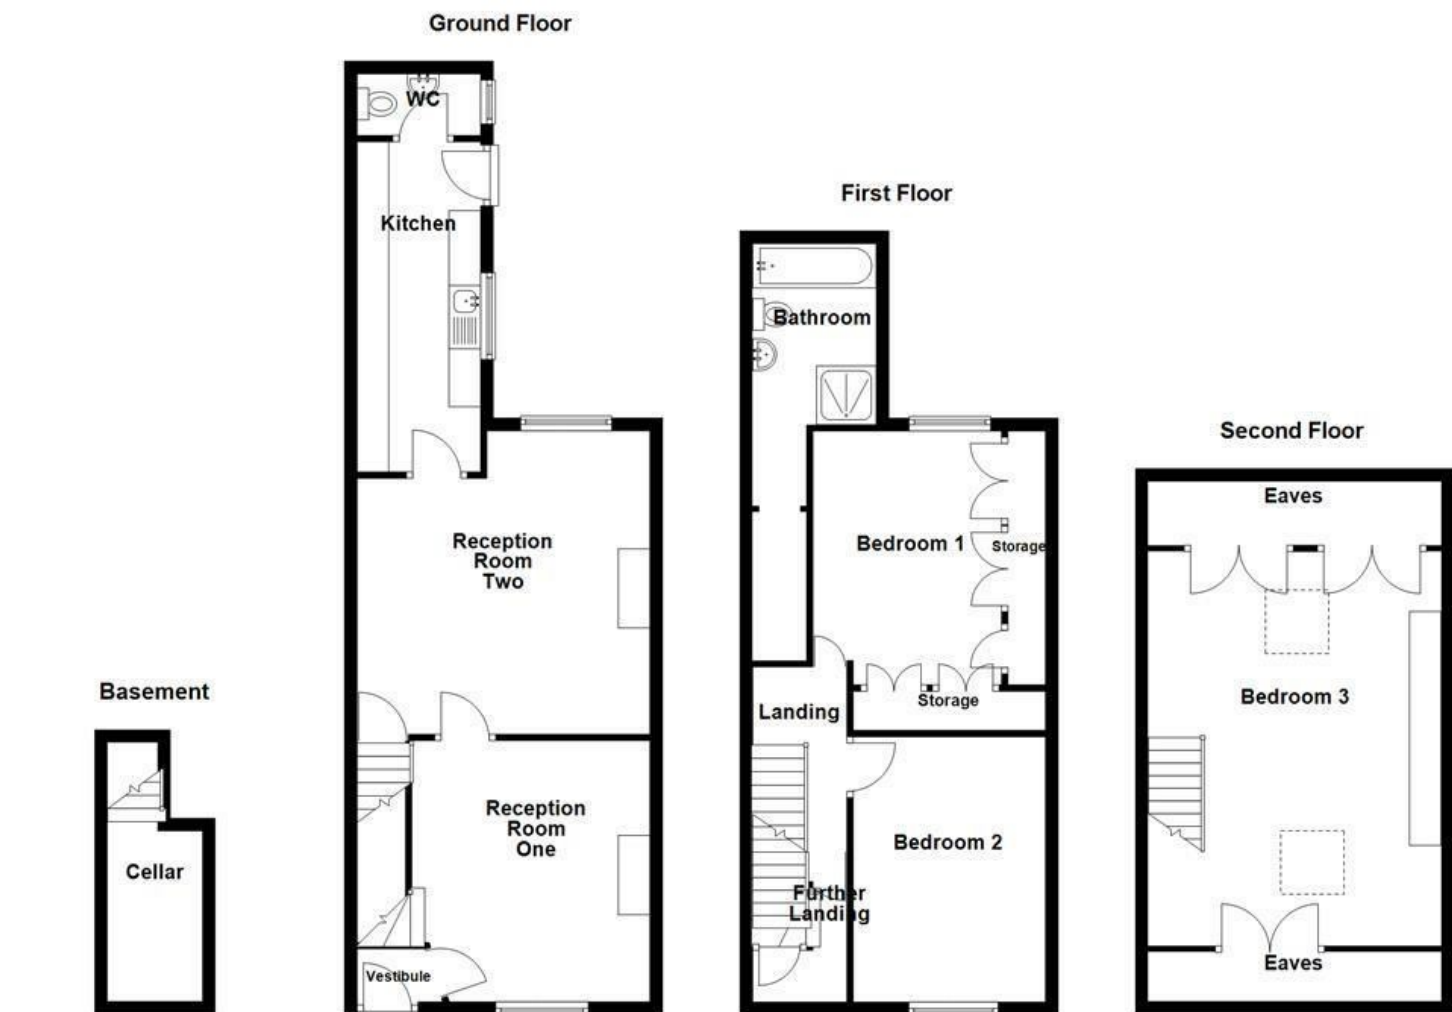 Ground Floor
WC
Kitchen
Reception
Room
Two
Reception
Room
One
Vestibule
First Floor
Bathroom
Bedroom 1
Storage
Storage
Landing
Bedroom 2
Further
Landing
Second Floor
Eaves
Bedroom 3
Eaves
Basement
Cellar